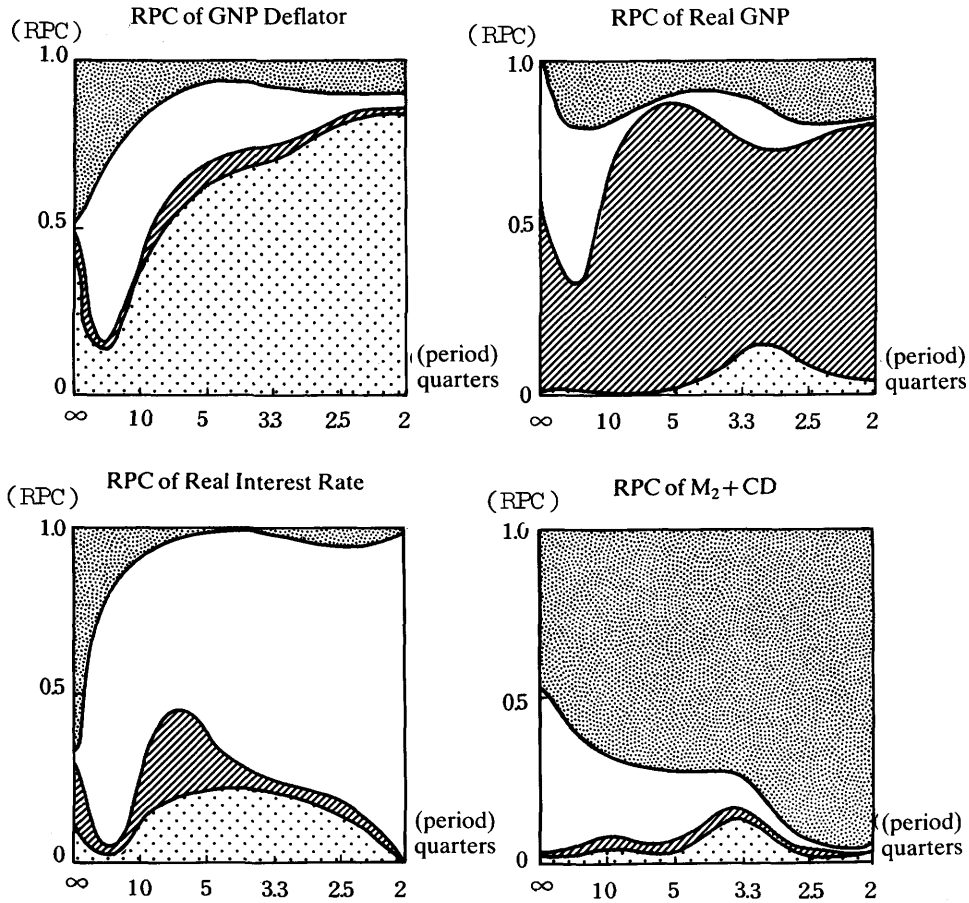 RPC of GNP Deflator
(RPC)
1.0
0.5
0
(period)
quarters
∞ 10 5 3.3 2.5 2
RPC of Real GNP
(RPC)
1.0
0.5
0
(period)
quarters
∞ 10 5 3.3 2.5 2
RPC of Real Interest Rate
(RPC)
1.0
0.5
0
(period)
quarters
∞ 10 5 3.3 2.5 2
RPC of M₂+CD
(RPC)
1.0
0.5
0
(period)
quarters
∞ 10 5 3.3 2.5 2